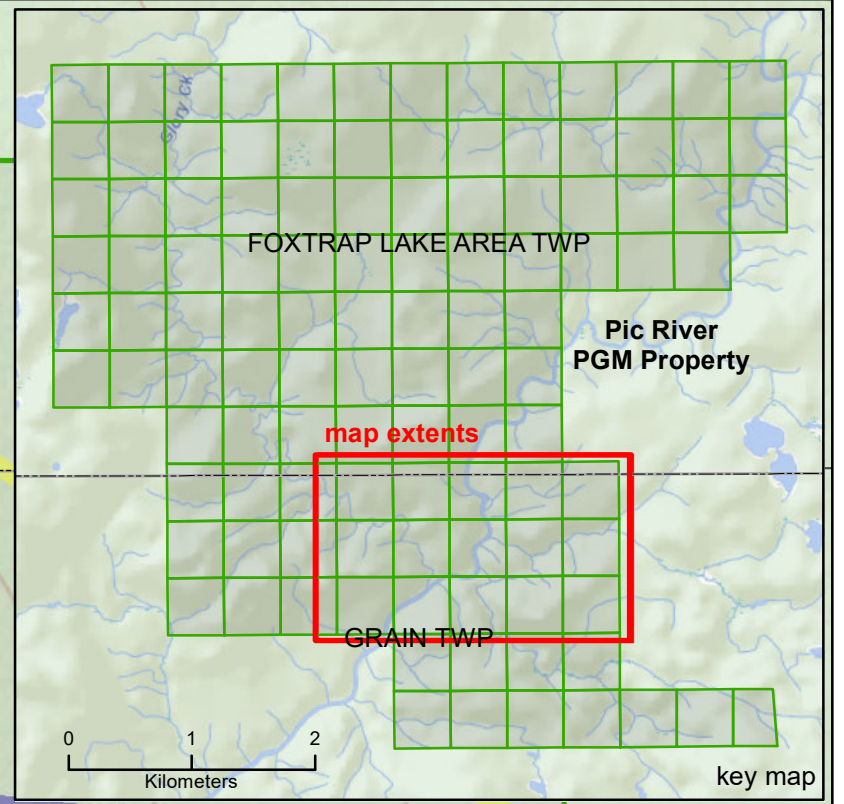 Glory Ck
FOXTRAP LAKE AREA TWP
Pic River
PGM Property
map extents
GRAIN TWP
0 1 2
Kilometers
key map